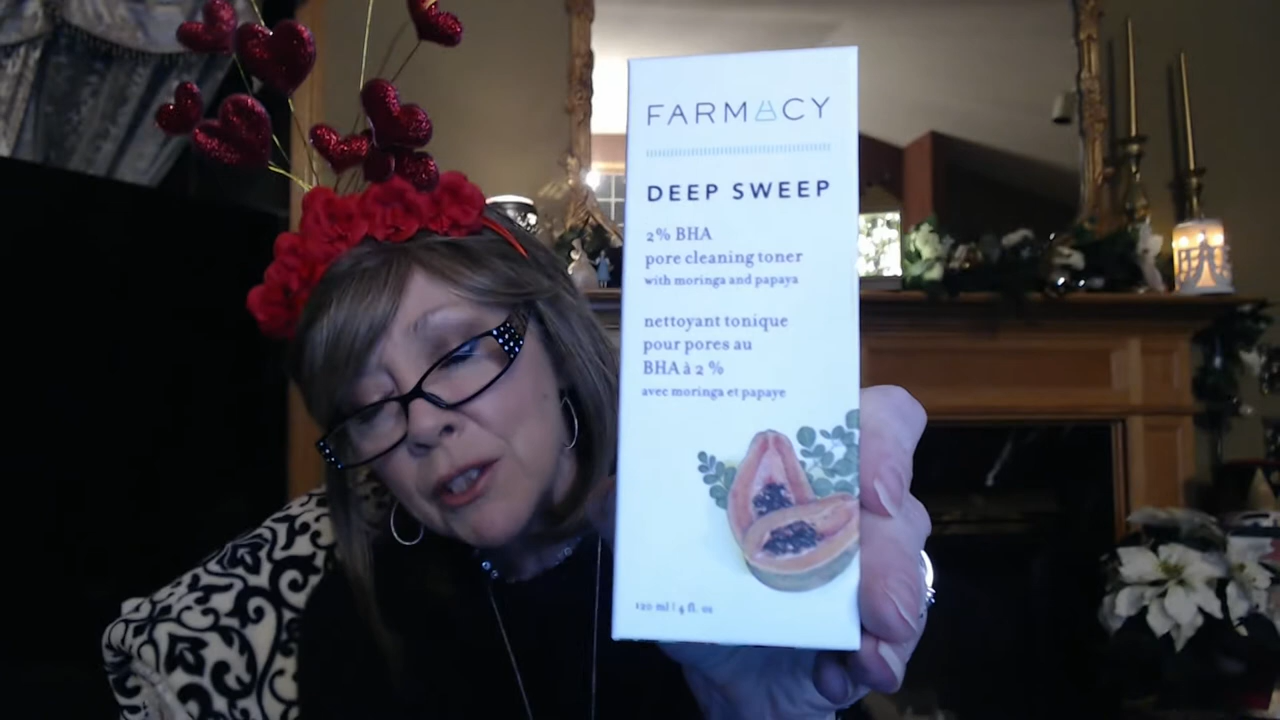 FARMACY
DEEP SWEEP
2% BHA
pore cleaning toner
with moringa and papaya
nettoyant tonique
pour pores au
BHA à 2 %
avec moringa et papaye
120 ml | 4 fl. oz